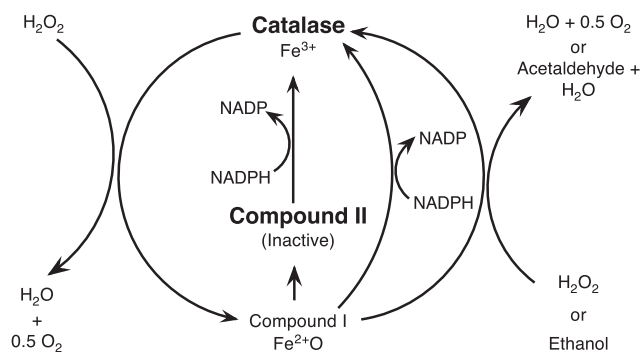 H₂O₂
Catalase
Fe³⁺
H₂O + 0.5 O₂
or
Acetaldehyde +
H₂O
NADP
NADPH
NADP
NADPH
Compound II
(Inactive)
H₂O
+
0.5 O₂
Compound I
Fe²⁺O
H₂O₂
or
Ethanol